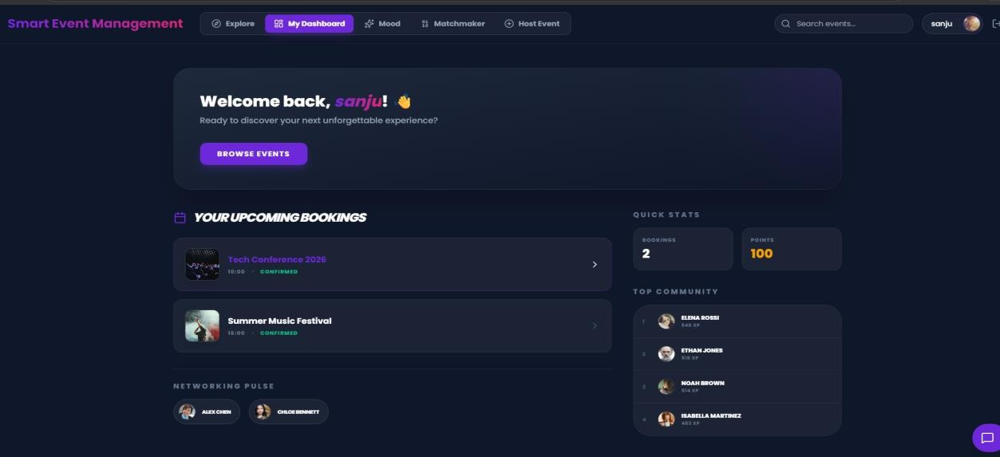 Smart Event Management
Explore
My Dashboard
Mood
Matchmaker
Host Event
Search events...
sanju
Welcome back, sanju! 👋
Ready to discover your next unforgettable experience?
BROWSE EVENTS
YOUR UPCOMING BOOKINGS
Tech Conference 2026
10:00 • CONFIRMED
Summer Music Festival
16:00 • CONFIRMED
NETWORKING PULSE
ALEX CHEN
CHLOE BENNETT
QUICK STATS
BOOKINGS
2
POINTS
100
TOP COMMUNITY
1
ELENA ROSSI
546 XP
2
ETHAN JONES
516 XP
3
NOAH BROWN
514 XP
4
ISABELLA MARTINEZ
483 XP